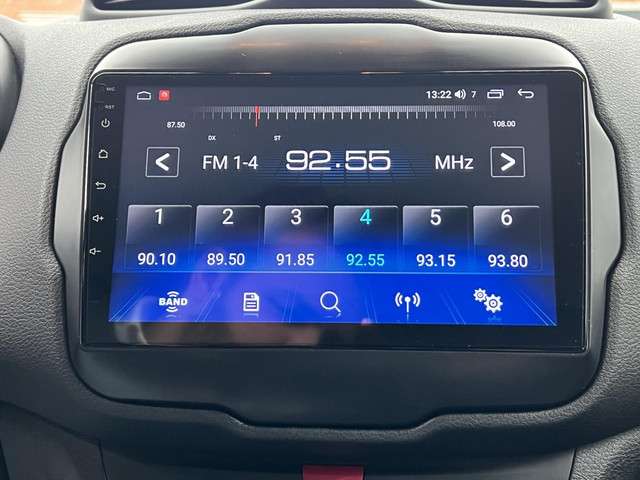 MIC
13:22 7
RST
87.50 108.00
DX ST
FM 1-4 92.55 MHz
1 2 3 4 5 6
90.10 89.50 91.85 92.55 93.15 93.80
BAND